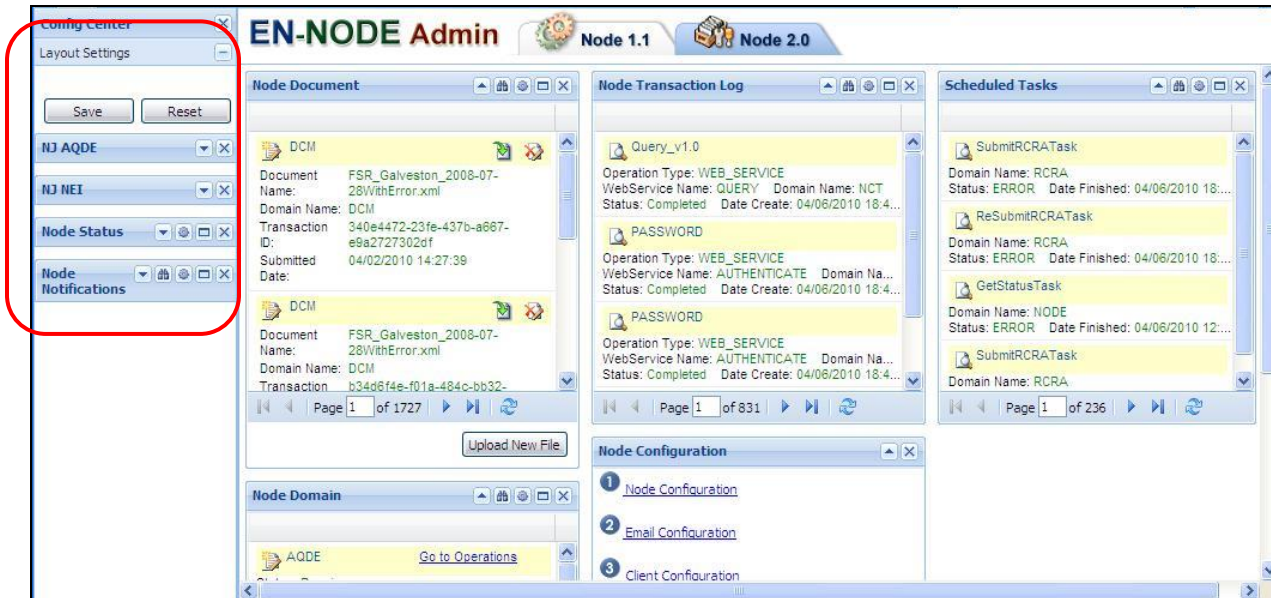 Config Center
Layout Settings
Save Reset
NJ AQDE
NJ NEI
Node Status
Node
Notifications
EN-NODE Admin
Node 1.1
Node 2.0
Node Document
DCM
Document FSR_Galveston_2008-07-
Name: 28WithError.xml
Domain Name: DCM
Transaction 340e4472-23fe-437b-a667-
ID: e9a2727302df
Submitted 04/02/2010 14:27:39
Date:
DCM
Document FSR_Galveston_2008-07-
Name: 28WithError.xml
Domain Name: DCM
Transaction b34d6f4e-f01a-484c-bb32-
Page 1 of 1727
Upload New File
Node Domain
AQDE Go to Operations
Node Transaction Log
Query_v1.0
Operation Type: WEB_SERVICE
WebService Name: QUERY Domain Name: NCT
Status: Completed Date Create: 04/06/2010 18:4...
PASSWORD
Operation Type: WEB_SERVICE
WebService Name: AUTHENTICATE Domain Na...
Status: Completed Date Create: 04/06/2010 18:4...
PASSWORD
Operation Type: WEB_SERVICE
WebService Name: AUTHENTICATE Domain Na...
Status: Completed Date Create: 04/06/2010 18:4...
Page 1 of 831
Node Configuration
1 Node Configuration
2 Email Configuration
3 Client Configuration
Scheduled Tasks
SubmitRCRATask
Domain Name: RCRA
Status: ERROR Date Finished: 04/06/2010 18:...
ReSubmitRCRATask
Domain Name: RCRA
Status: ERROR Date Finished: 04/06/2010 18:...
GetStatusTask
Domain Name: NODE
Status: ERROR Date Finished: 04/06/2010 12:...
SubmitRCRATask
Domain Name: RCRA
Page 1 of 236